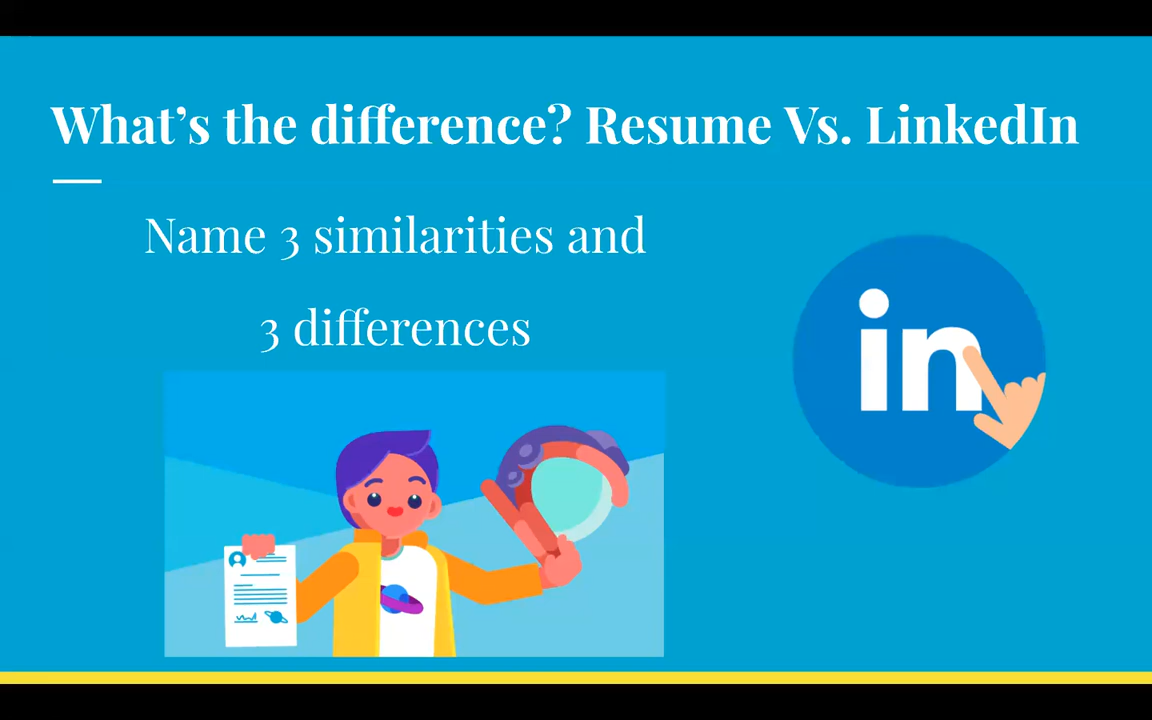 What’s the difference? Resume Vs. LinkedIn
Name 3 similarities and
3 differences
in